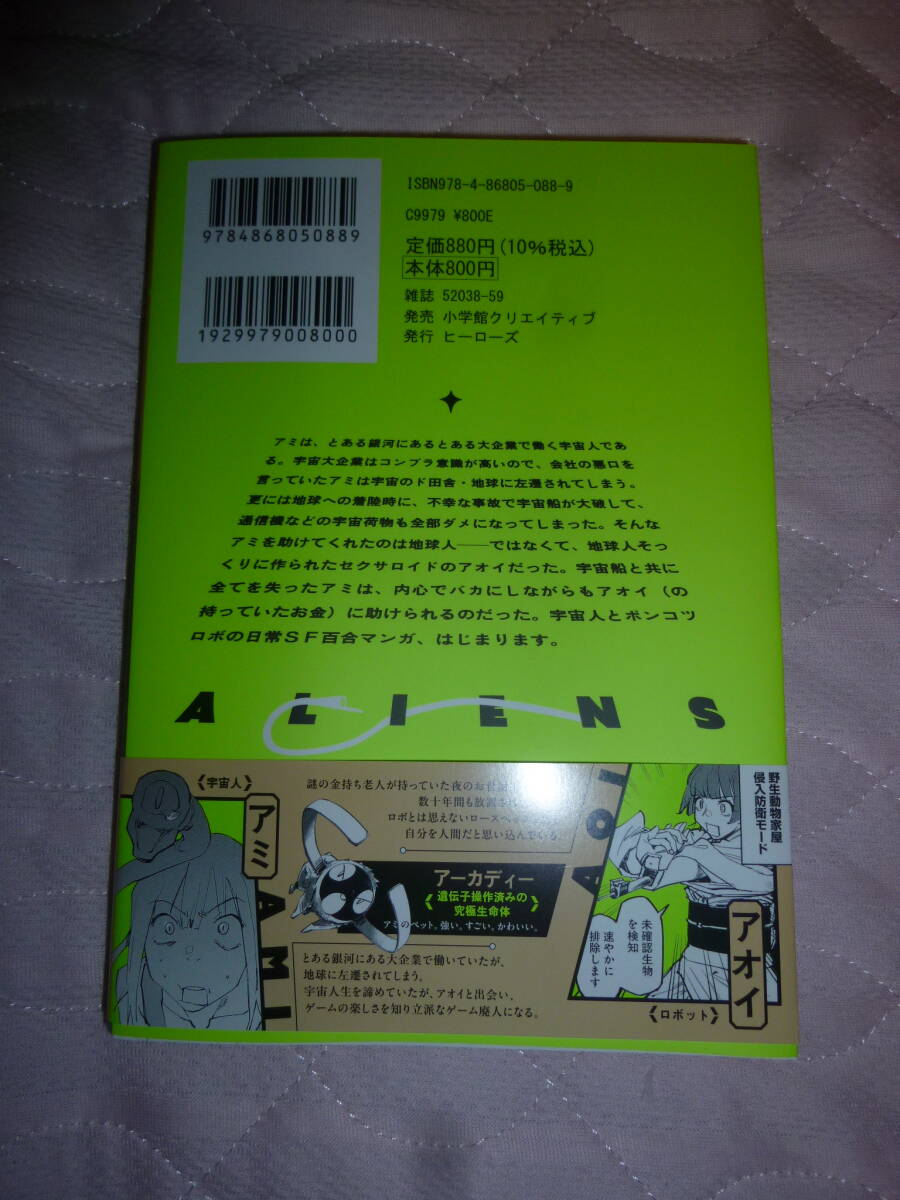 9784868050889
1929979008000
ISBN978-4-86805-088-9
C9979 ¥800E
定価880円(10%税込)
本体800円
雑誌 52038-59
発売 小学館クリエイティブ
発行 ヒーローズ
アミは、とある銀河にあるとある大企業で働く宇宙人であ
る。宇宙大企業はコンプラ意識が高いので、会社の悪口を
言っていたアミは宇宙のド田舎・地球に左遷されてしまう。
更には地球への着陸時に、不幸な事故で宇宙船が大破して、
通信機などの宇宙荷物も全部ダメになってしまった。そんな
アミを助けてくれたのは地球人――ではなくて、地球人そっ
くりに作られたセクサロイドのアオイだった。宇宙船と共に
全てを失ったアミは、内心でバカにしながらもアオイ(の
持っていたお金)に助けられるのだった。宇宙人とポンコツ
ロボの日常SF百合マンガ、はじまります。
ALIENS
《宇宙人》
アミ
AMI
謎の金持ち老人が持っていた夜のお世話
数十年間も放置され
ロボとは思えないロースペッ
自分を人間だと思い込んでいる。
アーカディー
《遺伝子操作済みの
究極生命体》
アミのペット。強い。すごい。かわいい。
とある銀河にある大企業で働いていたが、
地球に左遷されてしまう。
宇宙人生を諦めていたが、アオイと出会い、
ゲームの楽しさを知り立派なゲーム廃人になる。
AOI
野生動物家屋
侵入防衛モード
未確認生物
を検知
速やかに
排除します
アオイ
《ロボット》